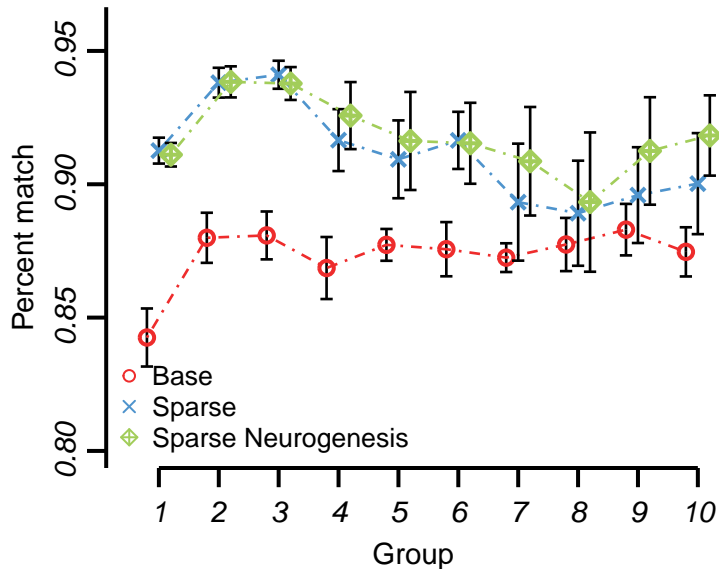 0.95
0.90
0.85
0.80
Percent match
Base
Sparse
Sparse Neurogenesis
1 2 3 4 5 6 7 8 9 10
Group